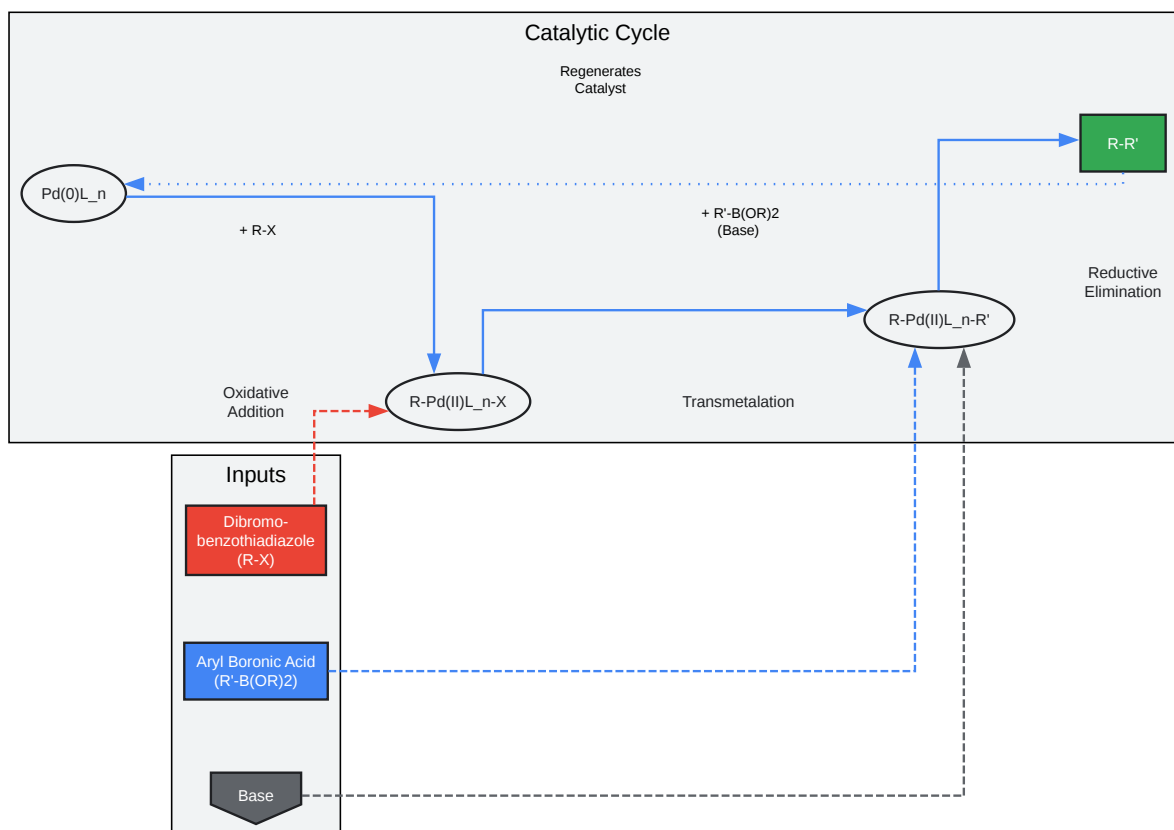 Catalytic Cycle
Regenerates
Catalyst
R-R'
Pd(0)L_n
+ R-X
+ R'-B(OR)2
(Base)
Reductive
Elimination
R-Pd(II)L_n-R'
Oxidative
Addition
R-Pd(II)L_n-X
Transmetalation
Inputs
Dibromo-
benzothiadiazole
(R-X)
Aryl Boronic Acid
(R'-B(OR)2)
Base